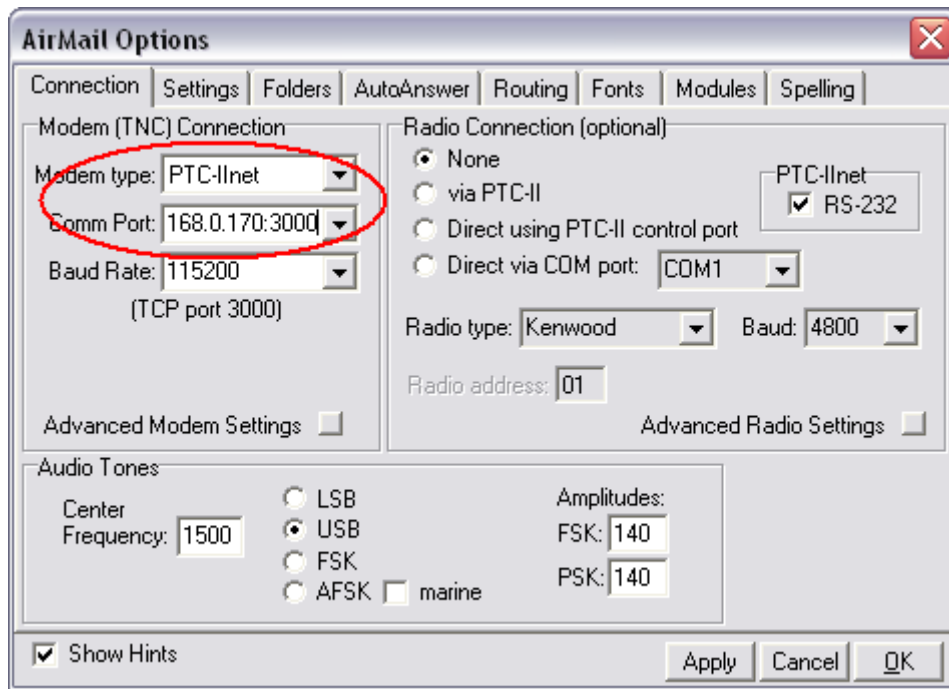 AirMail Options
Connection Settings Folders AutoAnswer Routing Fonts Modules Spelling
Modem (TNC) Connection
Modem type: PTC-IInet
Comm Port: 168.0.170:3000
Baud Rate: 115200
(TCP port 3000)
Advanced Modem Settings
Radio Connection (optional)
None
via PTC-II
Direct using PTC-II control port
Direct via COM port: COM1
PTC-IInet
RS-232
Radio type: Kenwood Baud: 4800
Radio address: 01
Advanced Radio Settings
Audio Tones
Center
Frequency: 1500
LSB
USB
FSK
AFSK marine
Amplitudes:
FSK: 140
PSK: 140
Show Hints
Apply Cancel OK